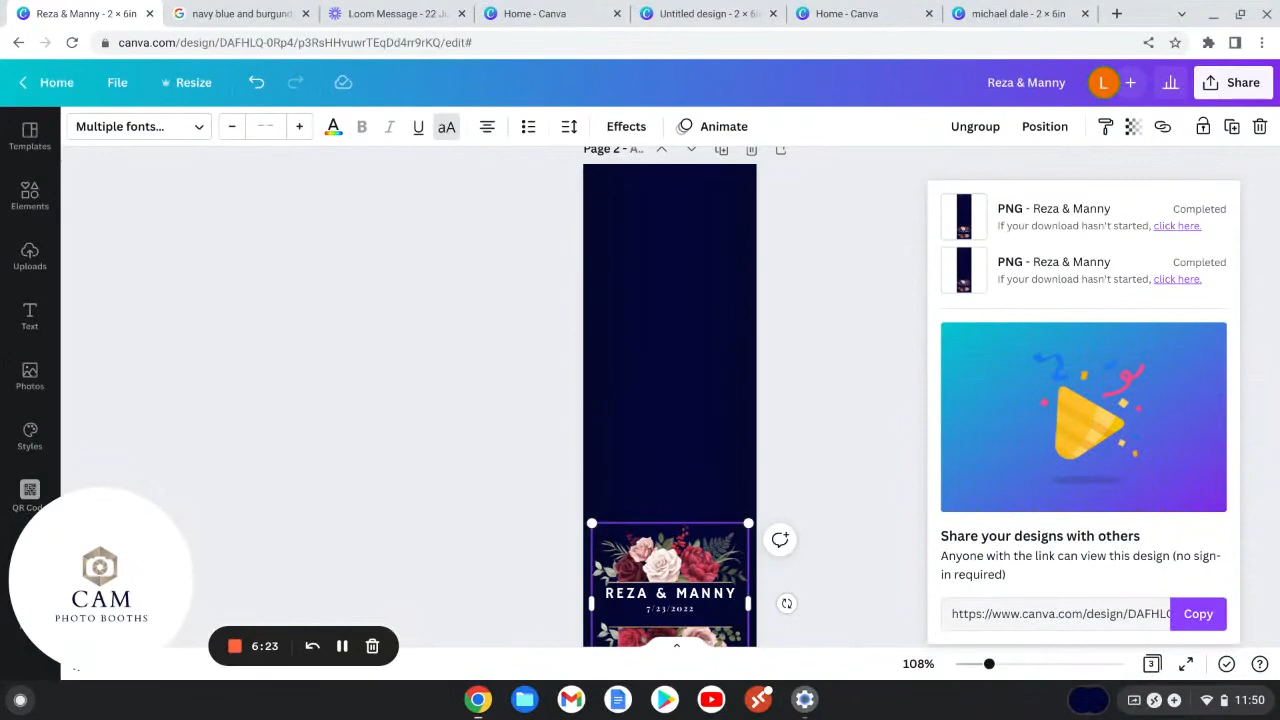 Reza & Manny - 2 × 6in
navy blue and burgund
Loom Message - 22 Ju
Home - Canva
Untitled design - 2 × 6in
Home - Canva
michael dale - 2 × 6in
canva.com/design/DAFHLQ-0Rp4/p3RsHHvuwrTEqDd4rr9rKQ/edit#
Home
File
Resize
Reza & Manny
L
Share
Multiple fonts...
- -
A
B
I
U
aA
Effects
Animate
Ungroup
Position
Templates
Elements
Uploads
Text
Photos
Styles
QR Cod
Page 2 - A...
PNG - Reza & Manny
Completed
If your download hasn't started, click here.
PNG - Reza & Manny
Completed
If your download hasn't started, click here.
Share your designs with others
Anyone with the link can view this design (no sign-
in required)
https://www.canva.com/design/DAFHLQ
Copy
REZA & MANNY
7/23/2022
CAM
PHOTO BOOTHS
6:23
108%
3
11:50